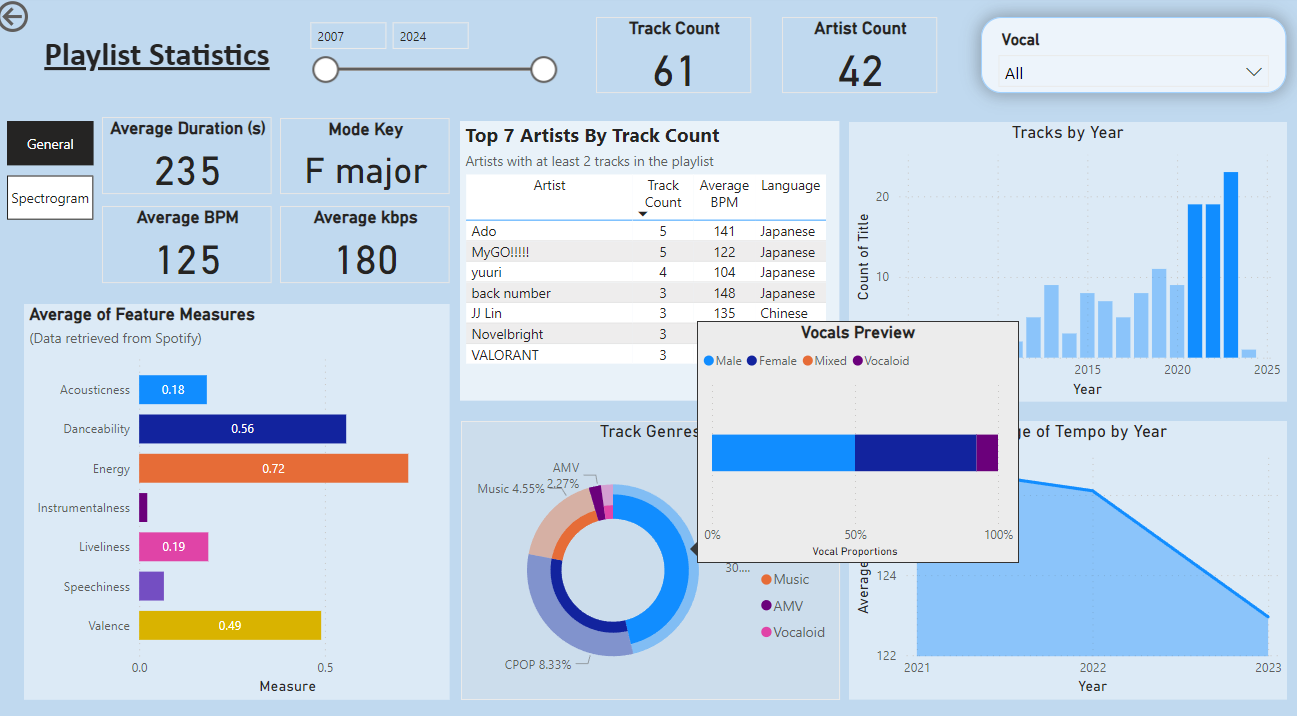 Playlist Statistics
2007 2024
Track Count
61
Artist Count
42
Vocal
All
General
Spectrogram
Average Duration (s)
235
Mode Key
F major
Average BPM
125
Average kbps
180
Average of Feature Measures
(Data retrieved from Spotify)
Acousticness 0.18
Danceability 0.56
Energy 0.72
Instrumentalness
Liveliness 0.19
Speechiness
Valence 0.49
0.0 0.5
Measure
Top 7 Artists By Track Count
Artists with at least 2 tracks in the playlist
Artist Track Count Average BPM Language
Ado 5 141 Japanese
MyGO!!!!! 5 122 Japanese
yuuri 4 104 Japanese
back number 3 148 Japanese
JJ Lin 3 135 Chinese
Novelbright 3
VALORANT 3
Tracks by Year
Count of Title
20
10
2015 2020 2025
Year
Vocals Preview
Male Female Mixed Vocaloid
0% 50% 100%
Vocal Proportions
Track Genres
AMV
2.27%
Music 4.55%
30....
CPOP 8.33%
Music
AMV
Vocaloid
ge of Tempo by Year
Average
124
122
2021 2022 2023
Year